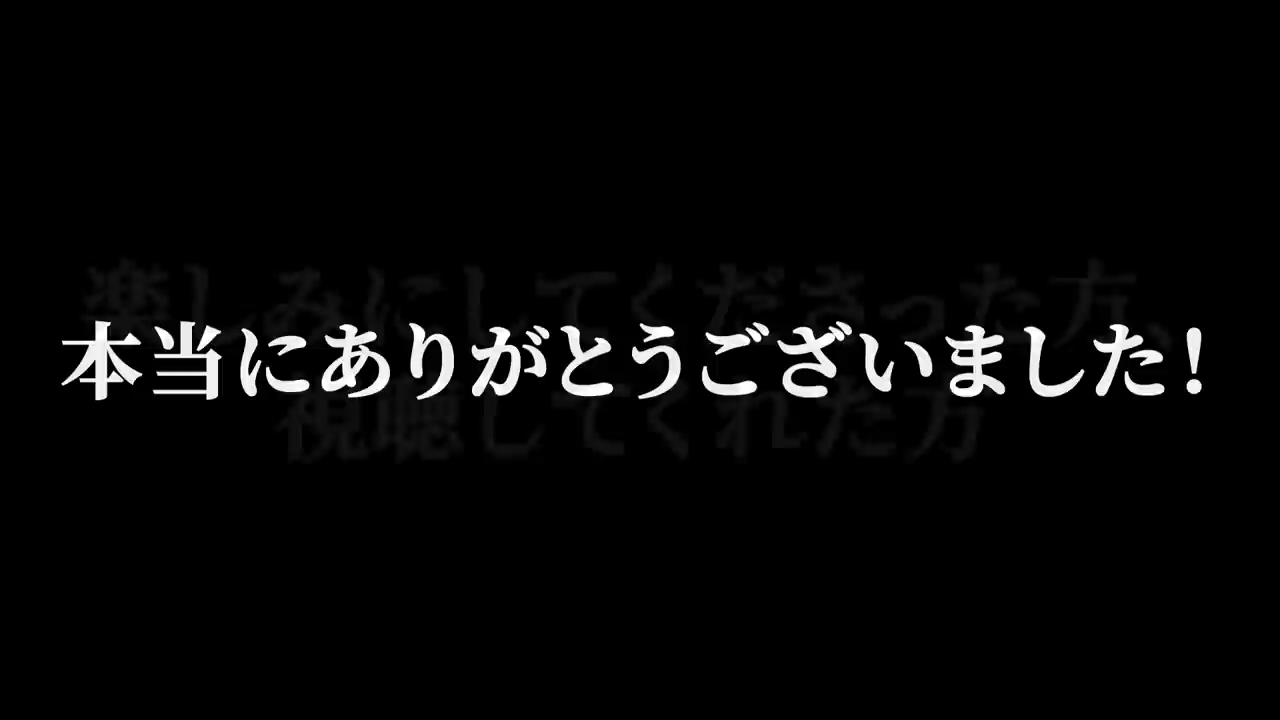 楽しみにしてくださった方、
本当にありがとうございました！
視聴してくれた方